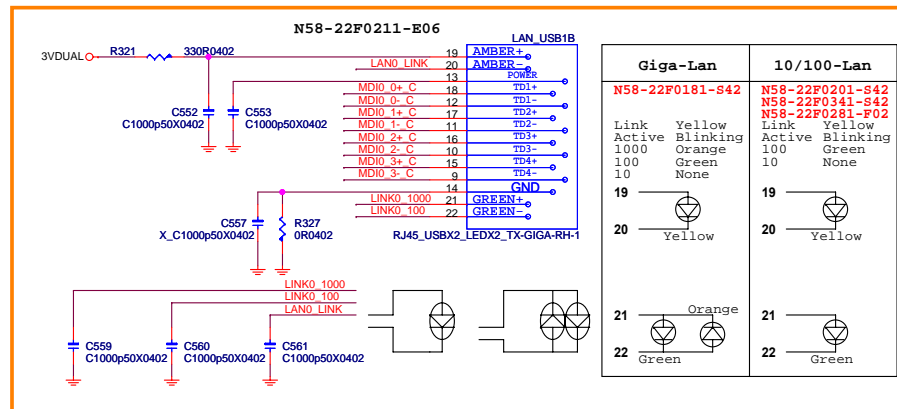 N58-22F0211-E06
LAN_USB1B
3VDUAL
R321
330R0402
19
AMBER+
LAN0_LINK
20
AMBER-
13
POWER
MDI0_0+_C
18
TD1+
MDI0_0-_C
12
TD1-
MDI0_1+_C
17
TD2+
MDI0_1-_C
11
TD2-
MDI0_2+_C
16
TD3+
MDI0_2-_C
10
TD3-
MDI0_3+_C
15
TD4+
MDI0_3-_C
9
TD4-
14
GND
LINK0_1000
21
GREEN+
LINK0_100
22
GREEN-
C552
C1000p50X0402
C553
C1000p50X0402
C557
X_C1000p50X0402
R327
0R0402
RJ45_USBX2_LEDX2_TX-GIGA-RH-1
LINK0_1000
LINK0_100
LAN0_LINK
C559
C1000p50X0402
C560
C1000p50X0402
C561
C1000p50X0402
Giga-Lan
N58-22F0181-S42
Link Yellow
Active Blinking
1000 Orange
100 Green
10 None
19
20
Yellow
21
Orange
22
Green
10/100-Lan
N58-22F0201-S42
N58-22F0341-S42
N58-22F0281-F02
Link Yellow
Active Blinking
100 Green
10 None
19
20
Yellow
21
22
Green